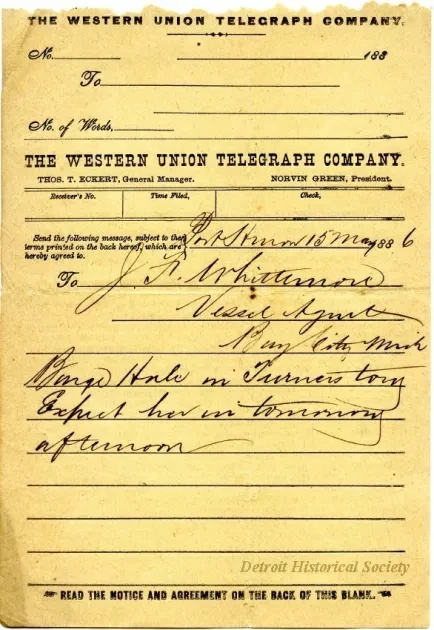 THE WESTERN UNION TELEGRAPH COMPANY.
No. 188
To
No. of Words,
THE WESTERN UNION TELEGRAPH COMPANY.
THOS. T. ECKERT, General Manager. NORVIN GREEN, President.
Receiver's No. Time Filed, Check,
Send the following message, subject to the
terms printed on the back hereof, which are
hereby agreed to.
Port Huron 15 May 1886
To J. Whittemore
Vessel Agent
Bay City Mich
Barge Hale in Turners tow
Expect her in tomorrow
afternoon
Detroit Historical Society
READ THE NOTICE AND AGREEMENT ON THE BACK OF THIS BLANK.